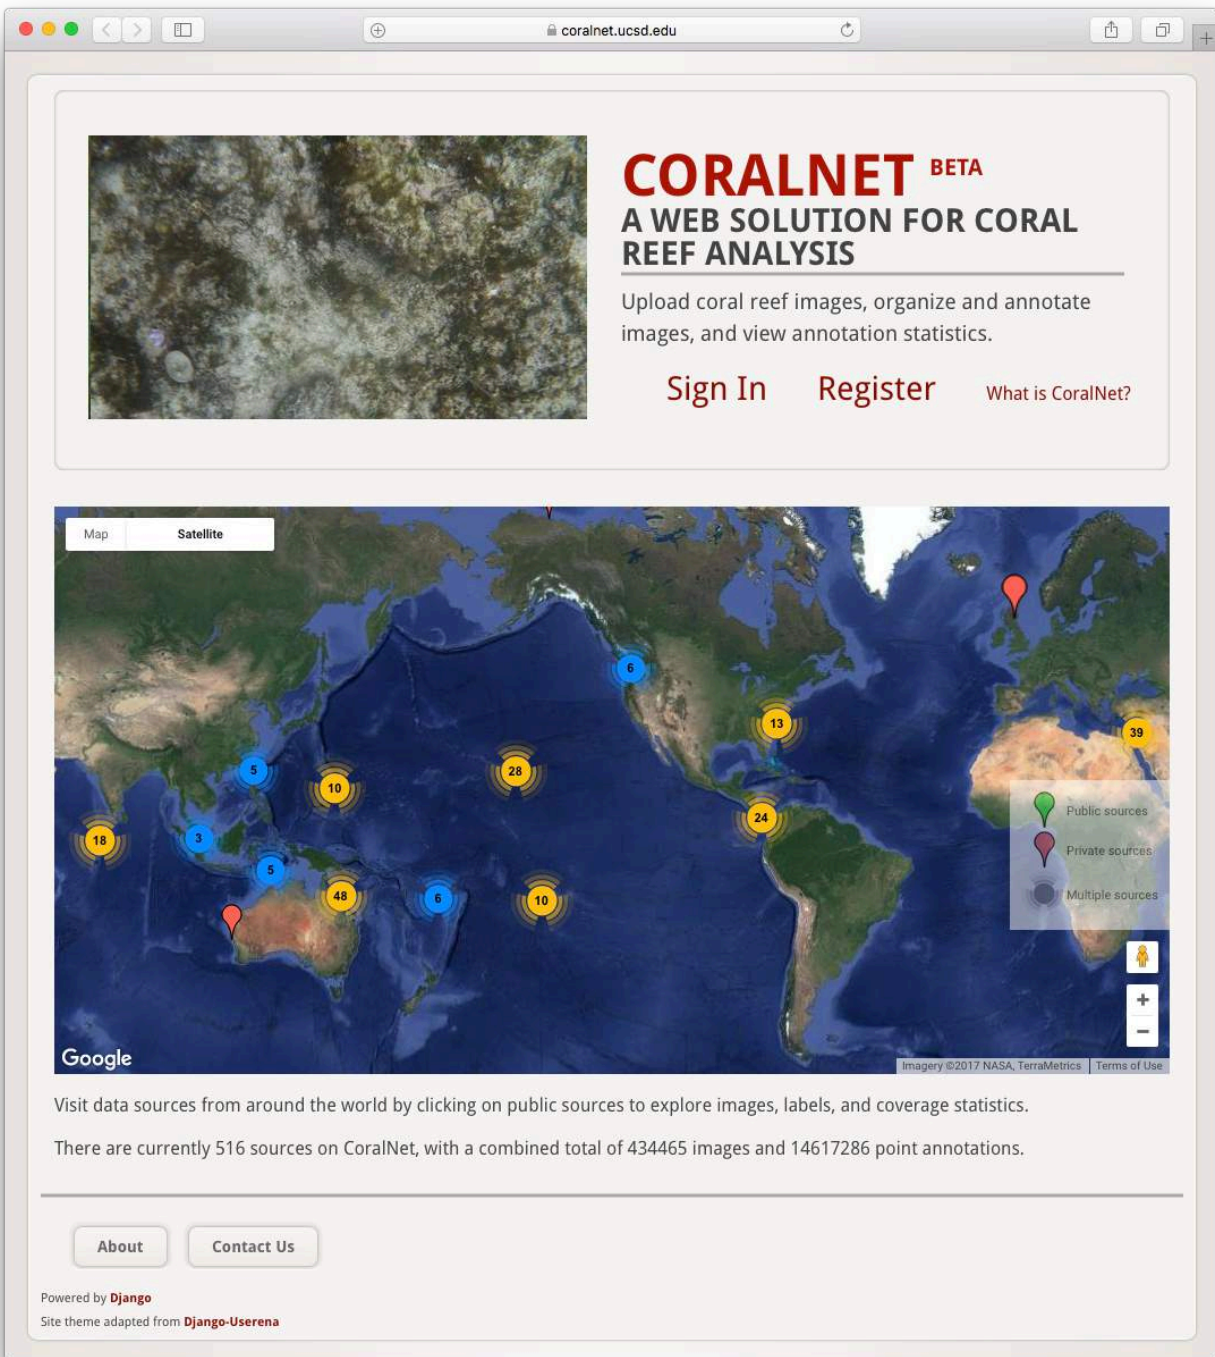 coralnet.ucsd.edu
CORALNET BETA
A WEB SOLUTION FOR CORAL
REEF ANALYSIS
Upload coral reef images, organize and annotate
images, and view annotation statistics.
Sign In Register What is CoralNet?
Map Satellite
6
13
39
5
28
10
24
Public sources
18
3
Private sources
5
48
6
10
Multiple sources
+
−
Google
Imagery ©2017 NASA, TerraMetrics Terms of Use
Visit data sources from around the world by clicking on public sources to explore images, labels, and coverage statistics.
There are currently 516 sources on CoralNet, with a combined total of 434465 images and 14617286 point annotations.
About Contact Us
Powered by Django
Site theme adapted from Django-Userena